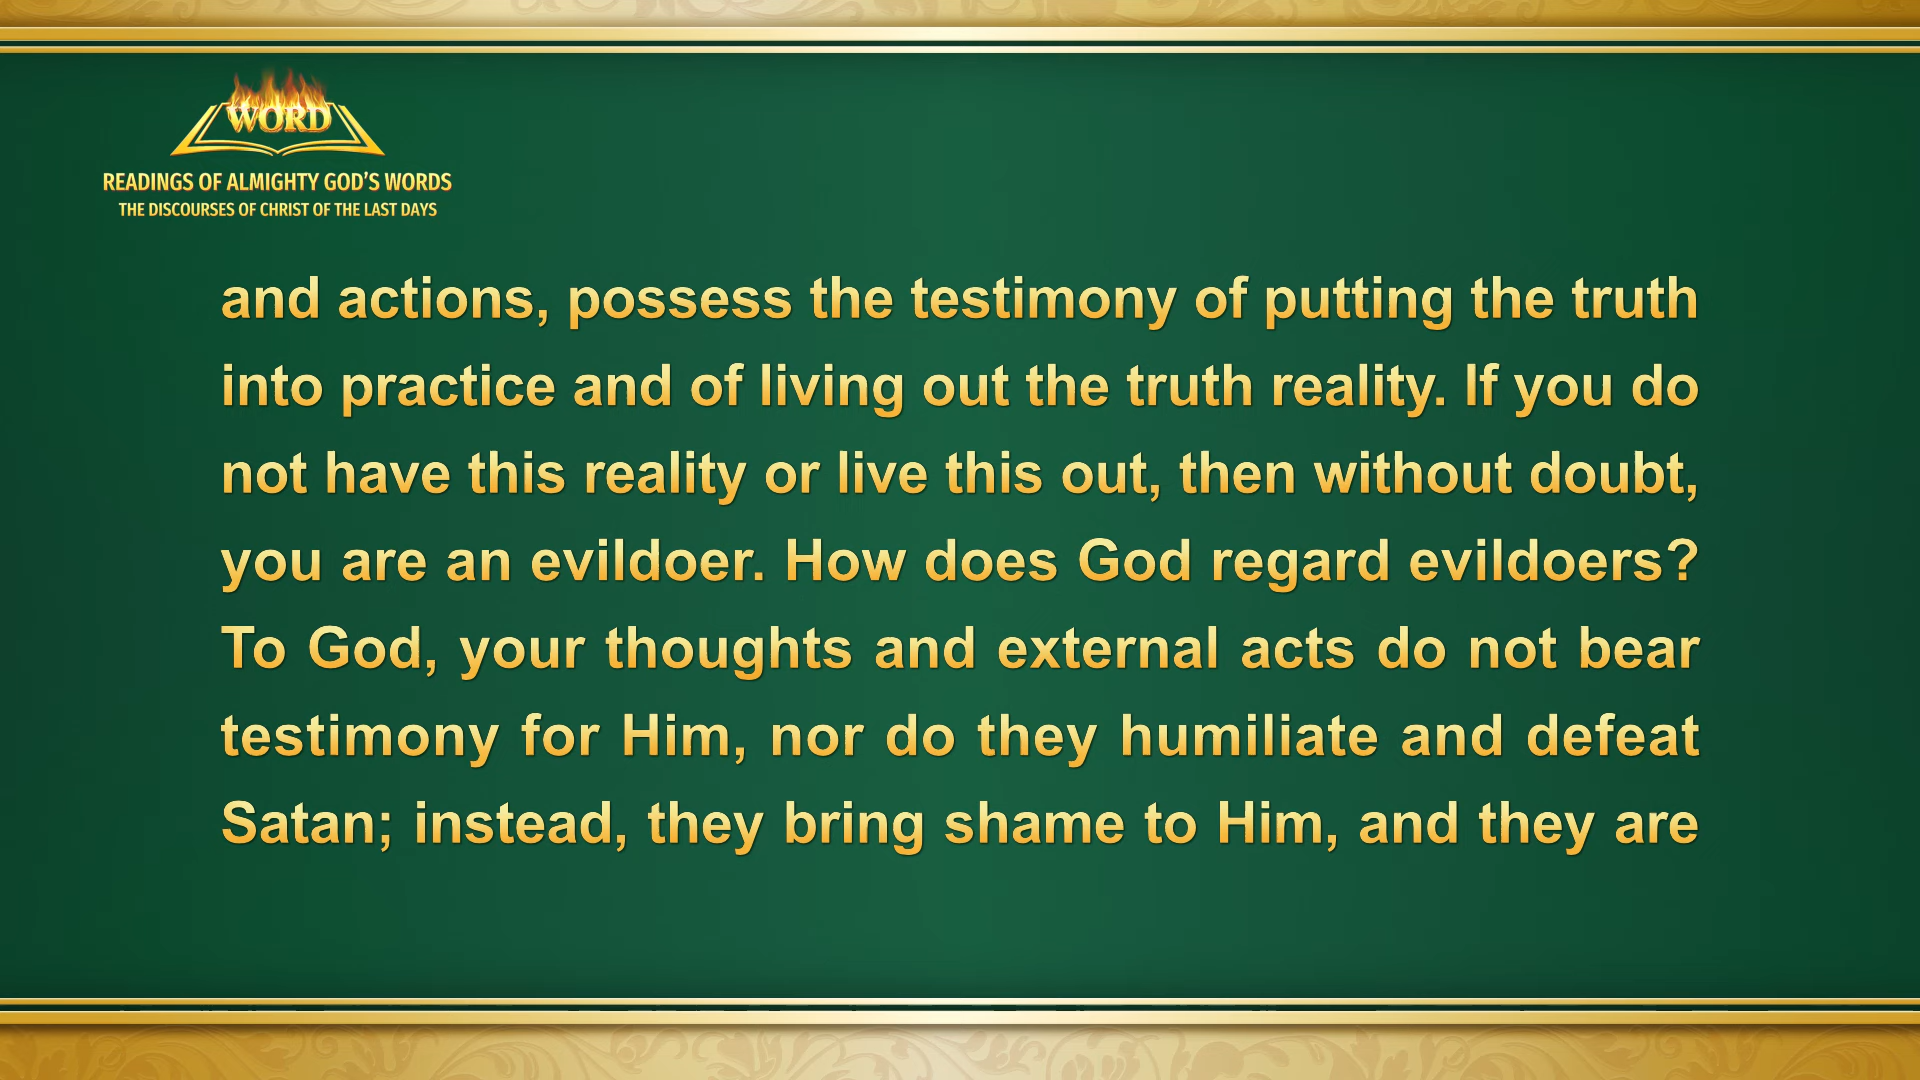 WORD
READINGS OF ALMIGHTY GOD'S WORDS
THE DISCOURSES OF CHRIST OF THE LAST DAYS
and actions, possess the testimony of putting the truth
into practice and of living out the truth reality. If you do
not have this reality or live this out, then without doubt,
you are an evildoer. How does God regard evildoers?
To God, your thoughts and external acts do not bear
testimony for Him, nor do they humiliate and defeat
Satan; instead, they bring shame to Him, and they are